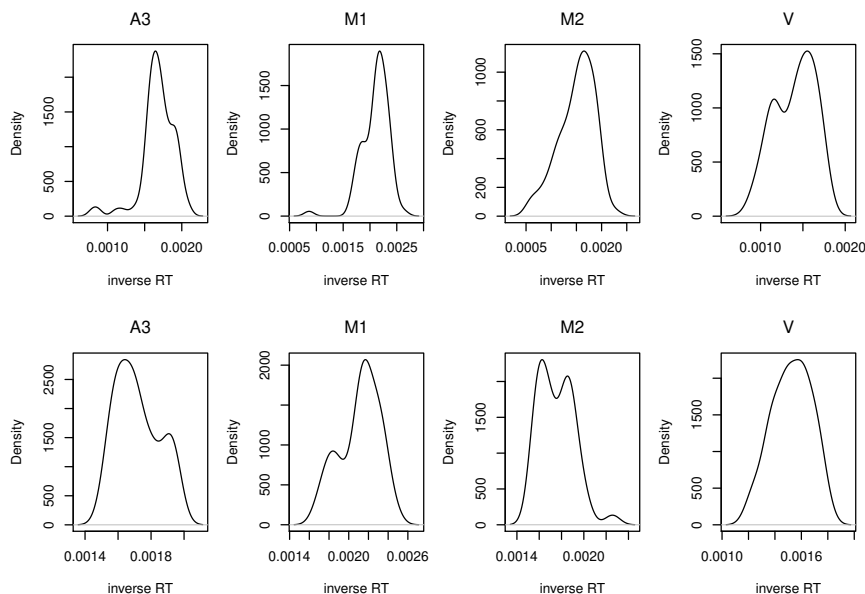 A3
M1
M2
V
Density
0 500 1500
0.0010 0.0020
inverse RT
Density
0 500 1000 1500
0.0005 0.0015 0.0025
inverse RT
Density
0 200 600 1000
0.0005 0.0020
inverse RT
Density
0 500 1000 1500
0.0010 0.0020
inverse RT
A3
M1
M2
V
Density
0 500 1500 2500
0.0014 0.0018
inverse RT
Density
0 500 1000 2000
0.0014 0.0020 0.0026
inverse RT
Density
0 500 1500
0.0014 0.0020
inverse RT
Density
0 500 1500
0.0010 0.0016
inverse RT